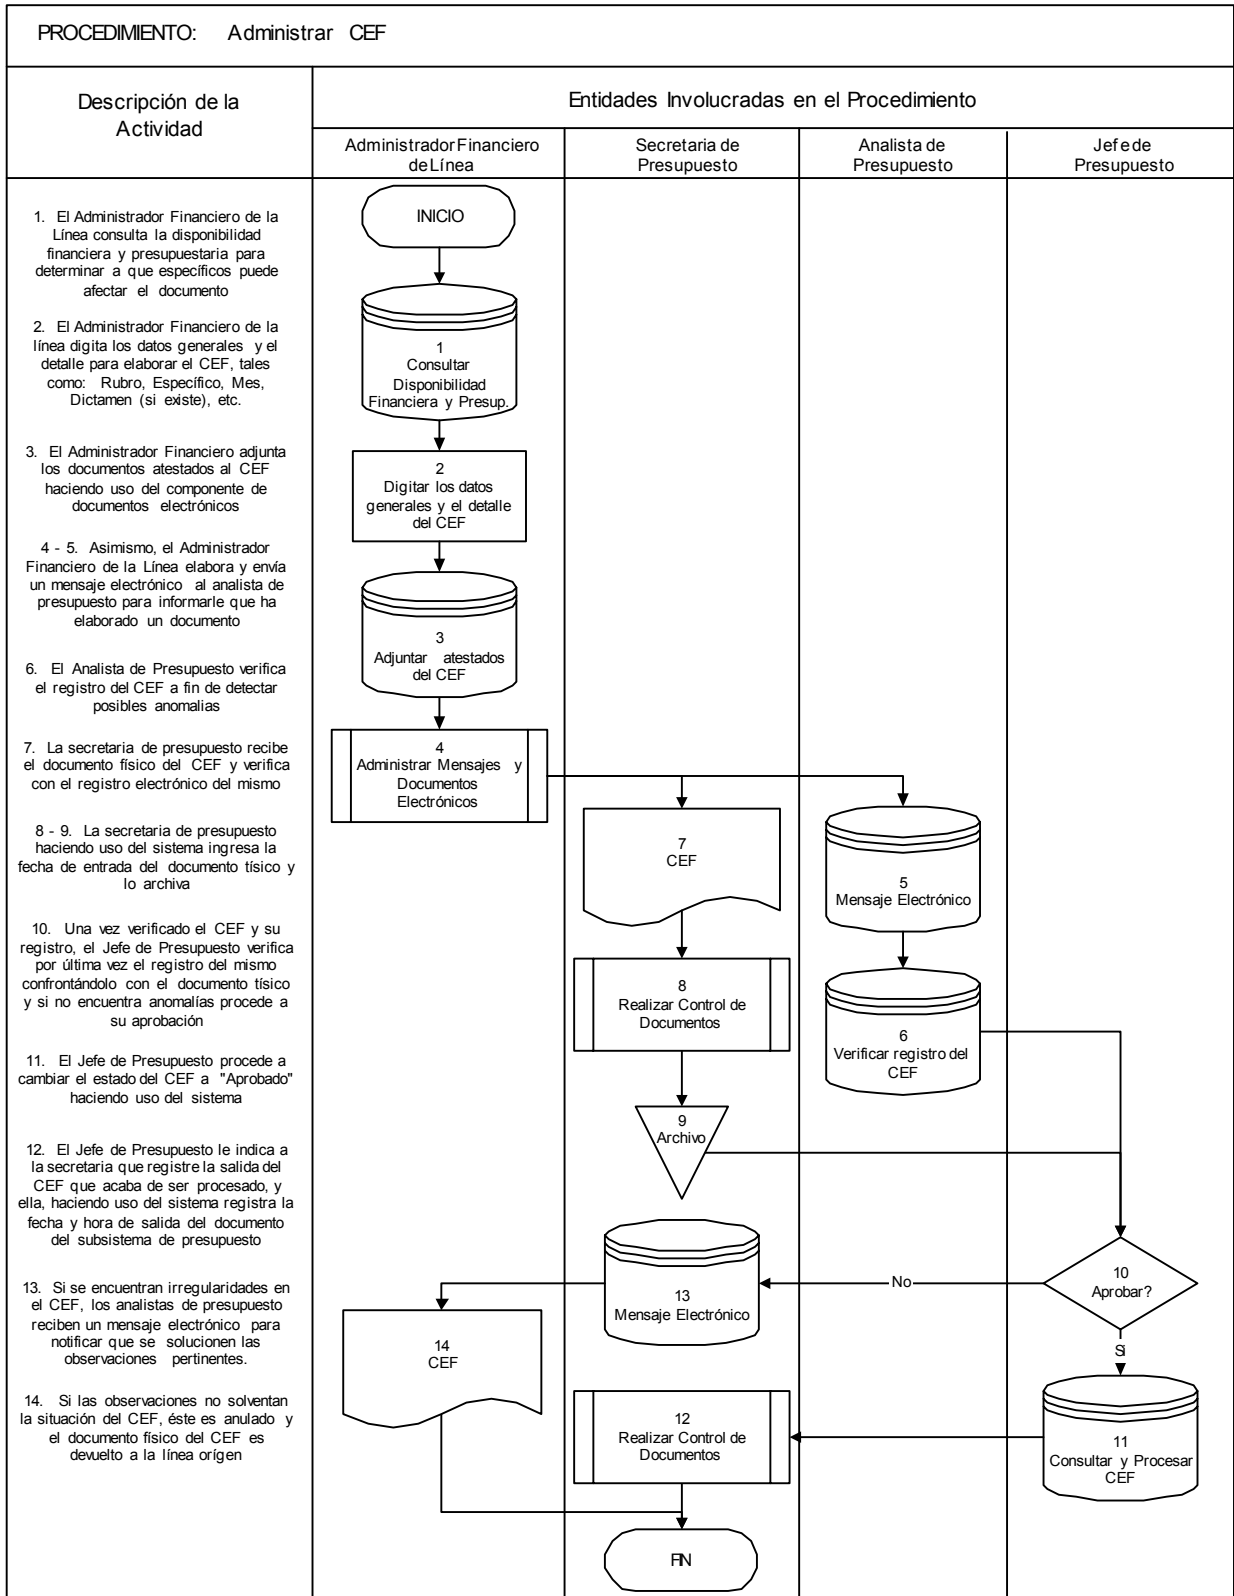 PROCEDIMIENTO: Administrar CEF
Descripción de la
Actividad
Entidades Involucradas en el Procedimiento
Administrador Financiero
de Línea
Secretaria de
Presupuesto
Analista de
Presupuesto
Jefe de
Presupuesto
1. El Administrador Financiero de la
Línea consulta la disponibilidad
financiera y presupuestaria para
determinar a que específicos puede
afectar el documento
2. El Administrador Financiero de la
línea digita los datos generales y el
detalle para elaborar el CEF, tales
como: Rubro, Específico, Mes,
Dictamen (si existe), etc.
3. El Administrador Financiero adjunta
los documentos atestados al CEF
haciendo uso del componente de
documentos electrónicos
4 - 5. Asimismo, el Administrador
Financiero de la Línea elabora y envía
un mensaje electrónico al analista de
presupuesto para informarle que ha
elaborado un documento
6. El Analista de Presupuesto verifica
el registro del CEF a fin de detectar
posibles anomalias
7. La secretaria de presupuesto recibe
el documento físico del CEF y verifica
con el registro electrónico del mismo
8 - 9. La secretaria de presupuesto
haciendo uso del sistema ingresa la
fecha de entrada del documento tísico y
lo archiva
10. Una vez verificado el CEF y su
registro, el Jefe de Presupuesto verifica
por última vez el registro del mismo
confrontándolo con el documento tísico
y si no encuentra anomalías procede a
su aprobación
11. El Jefe de Presupuesto procede a
cambiar el estado del CEF a "Aprobado"
haciendo uso del sistema
12. El Jefe de Presupuesto le indica a
la secretaria que registre la salida del
CEF que acaba de ser procesado, y
ella, haciendo uso del sistema registra la
fecha y hora de salida del documento
del subsistema de presupuesto
13. Si se encuentran irregularidades en
el CEF, los analistas de presupuesto
reciben un mensaje electrónico para
notificar que se solucionen las
observaciones pertinentes.
14. Si las observaciones no solventan
la situación del CEF, éste es anulado y
el documento físico del CEF es
devuelto a la línea orígen
INICIO
1
Consultar
Disponibilidad
Financiera y Presup.
2
Digitar los datos
generales y el detalle
del CEF
3
Adjuntar atestados
del CEF
4
Administrar Mensajes y
Documentos
Electrónicos
7
CEF
5
Mensaje Electrónico
8
Realizar Control de
Documentos
6
Verificar registro del
CEF
9
Archivo
10
Aprobar?
No
Si
13
Mensaje Electrónico
14
CEF
12
Realizar Control de
Documentos
11
Consultar y Procesar
CEF
FIN